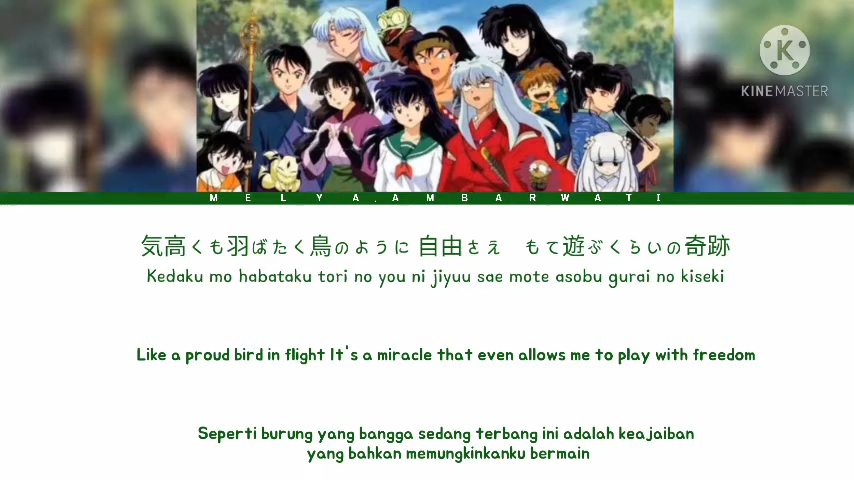 KINEMASTER
MELYA.AMBARWATI
気高くも羽ばたく鳥のように 自由さえ　もて遊ぶくらいの奇跡
Kedaku mo habataku tori no you ni jiyuu sae mote asobu gurai no kiseki
Like a proud bird in flight It's a miracle that even allows me to play with freedom
Seperti burung yang bangga sedang terbang ini adalah keajaiban
yang bahkan memungkinkanku bermain